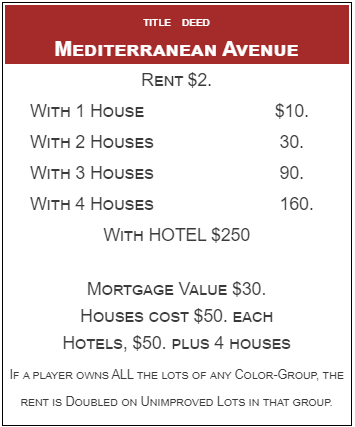 TITLE DEED
MEDITERRANEAN AVENUE
RENT $2.
WITH 1 HOUSE $10.
WITH 2 HOUSES 30.
WITH 3 HOUSES 90.
WITH 4 HOUSES 160.
WITH HOTEL $250
MORTGAGE VALUE $30.
HOUSES COST $50. EACH
HOTELS, $50. PLUS 4 HOUSES
IF A PLAYER OWNS ALL THE LOTS OF ANY COLOR-GROUP, THE
RENT IS DOUBLED ON UNIMPROVED LOTS IN THAT GROUP.